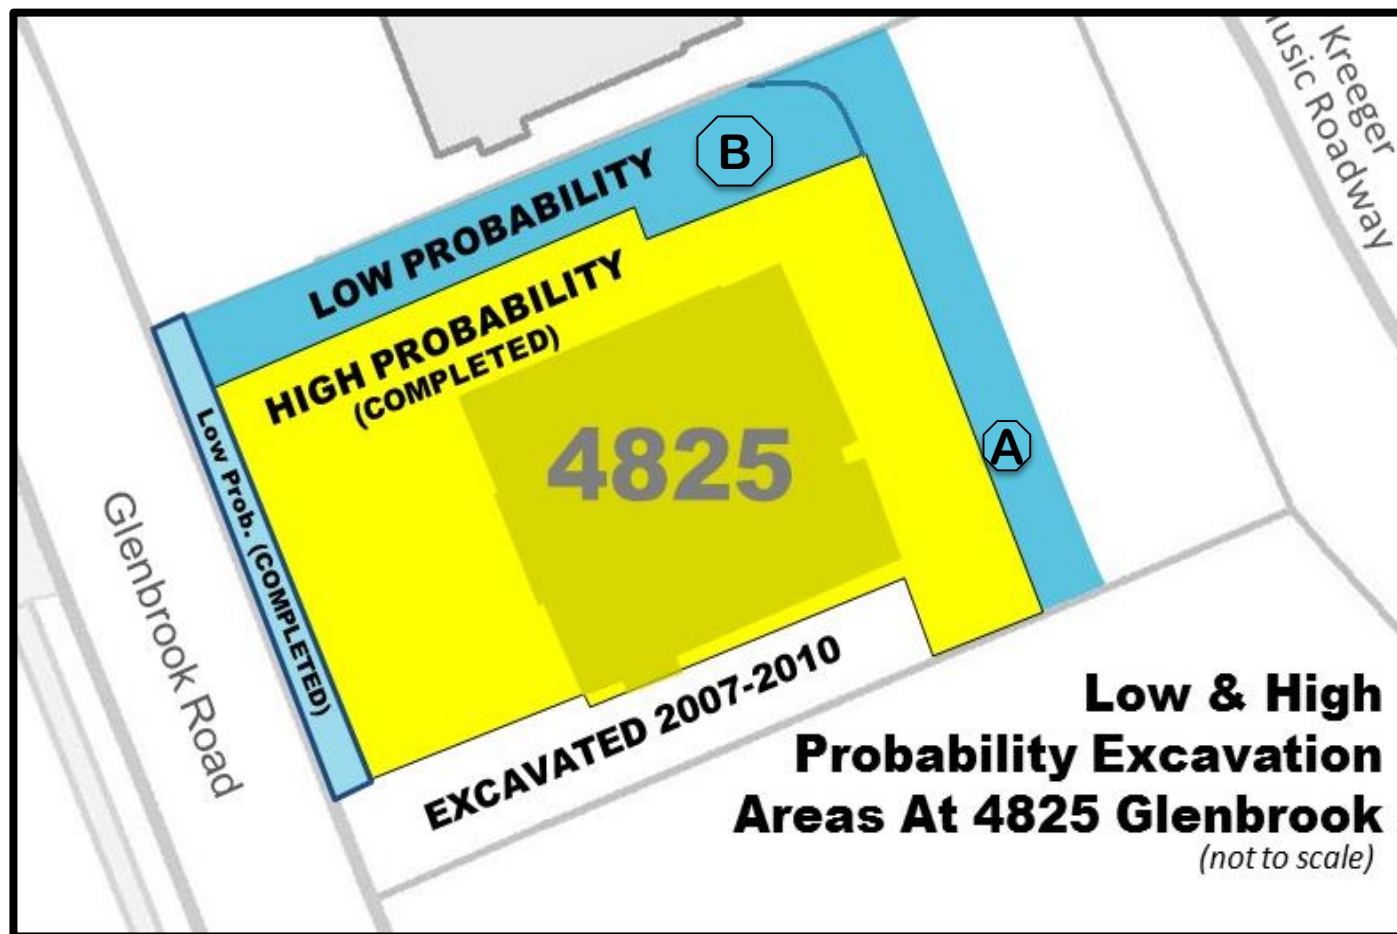 Kreeger
Music Roadway
B
LOW PROBABILITY
HIGH PROBABILITY
(COMPLETED)
4825
A
Low Prob. (COMPLETED)
Glenbrook Road
EXCAVATED 2007-2010
Low & High
Probability Excavation
Areas At 4825 Glenbrook
(not to scale)